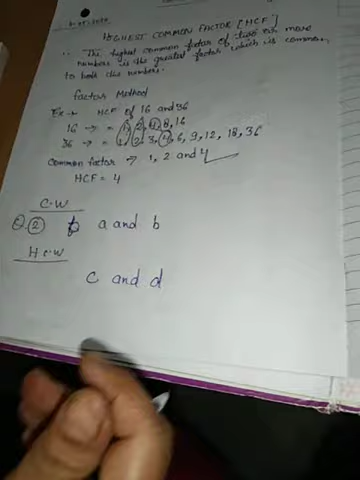 HIGHEST COMMON FACTOR [HCF]
The highest common factor of two or more
numbers is the greatest factor which is common
to both the numbers.
factors Method
HCF of 16 and 36
16 → = 1, 2, 4, 8, 16
36 → = 1, 2, 3, 4, 6, 9, 12, 18, 36
Common factor → 1, 2 and 4
HCF = 4
C.W
Q.2 a and b
H.W
c and d